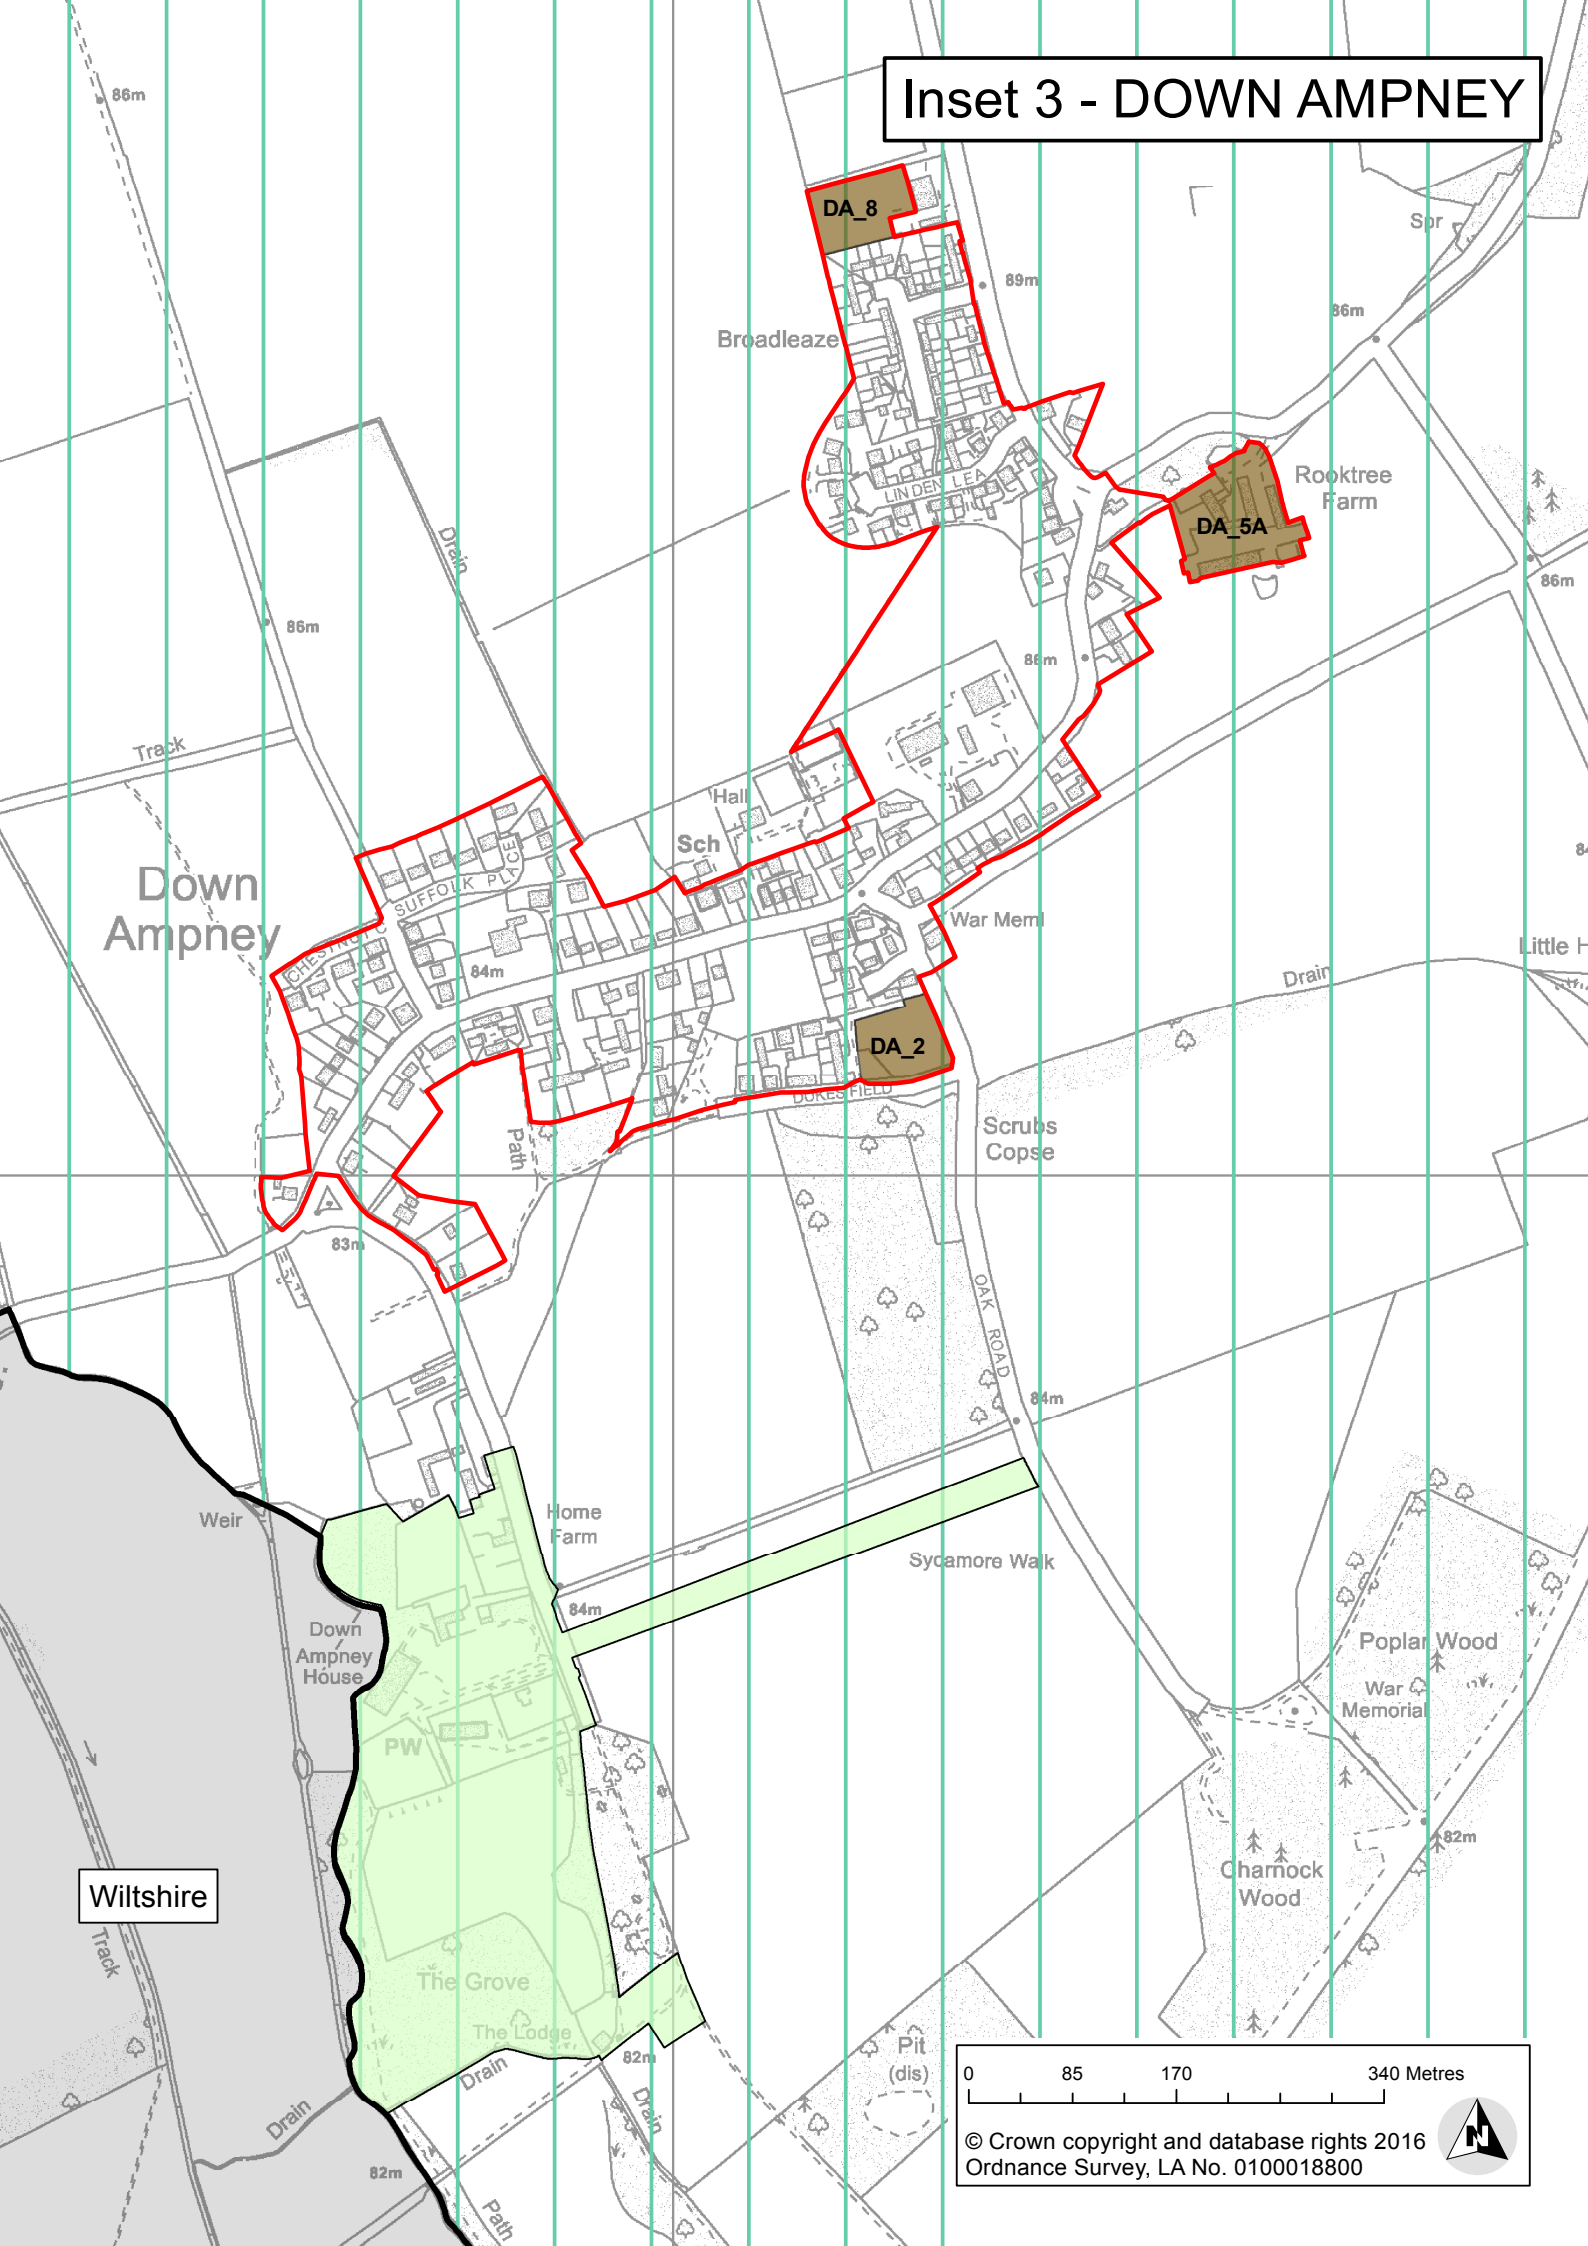 Inset 3 - DOWN AMPNEY
86m
DA_8
Spr
89m
86m
Broadleaze
LINDEN LEA
Rooktree
Farm
DA_5A
Drain
86m
86m
86m
Track
Hall
Sch
SUFFOLK PLACE
Down
Ampney
War Meml
84m
Little H
Drain
DA_2
DUKES FIELD
Path
Scrubs
Copse
83m
OAK ROAD
84m
Weir
Home
Farm
Sycamore Walk
84m
Down
Ampney
House
Poplar Wood
War
Memorial
PW
82m
Charnock
Wood
Wiltshire
Track
The Grove
The Lodge
82m
Drain
Drain
Drain
Pit
(dis)
82m
Path
0 85 170 340 Metres
N
© Crown copyright and database rights 2016
Ordnance Survey, LA No. 0100018800